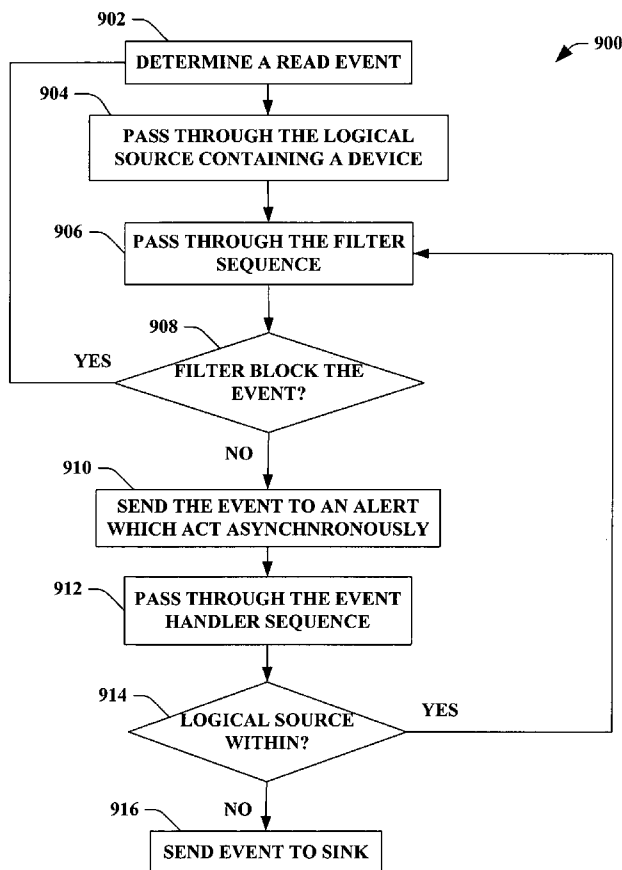 902
900
DETERMINE A READ EVENT
904
PASS THROUGH THE LOGICAL
SOURCE CONTAINING A DEVICE
906
PASS THROUGH THE FILTER
SEQUENCE
908
YES
FILTER BLOCK THE
EVENT?
NO
910
SEND THE EVENT TO AN ALERT
WHICH ACT ASYNCHNRONOUSLY
912
PASS THROUGH THE EVENT
HANDLER SEQUENCE
914
YES
LOGICAL SOURCE
WITHIN?
NO
916
SEND EVENT TO SINK